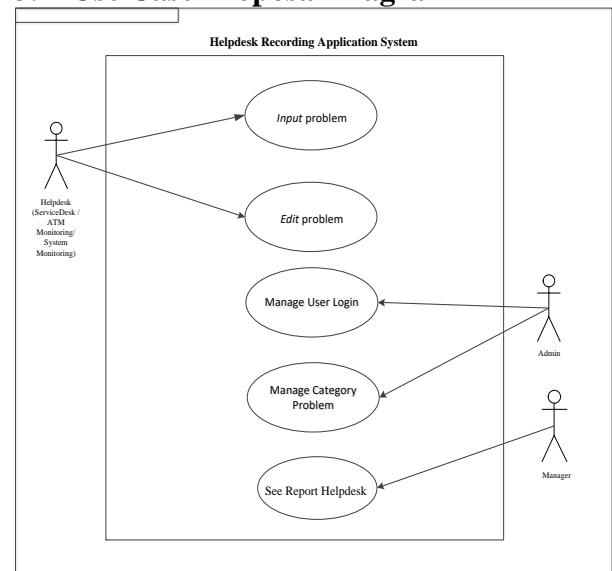 Helpdesk Recording Application System
Input problem
Helpdesk
(ServiceDesk /
ATM
Monitoring/
System
Monitoring)
Edit problem
Manage User Login
Admin
Manage Category
Problem
Manager
See Report Helpdesk